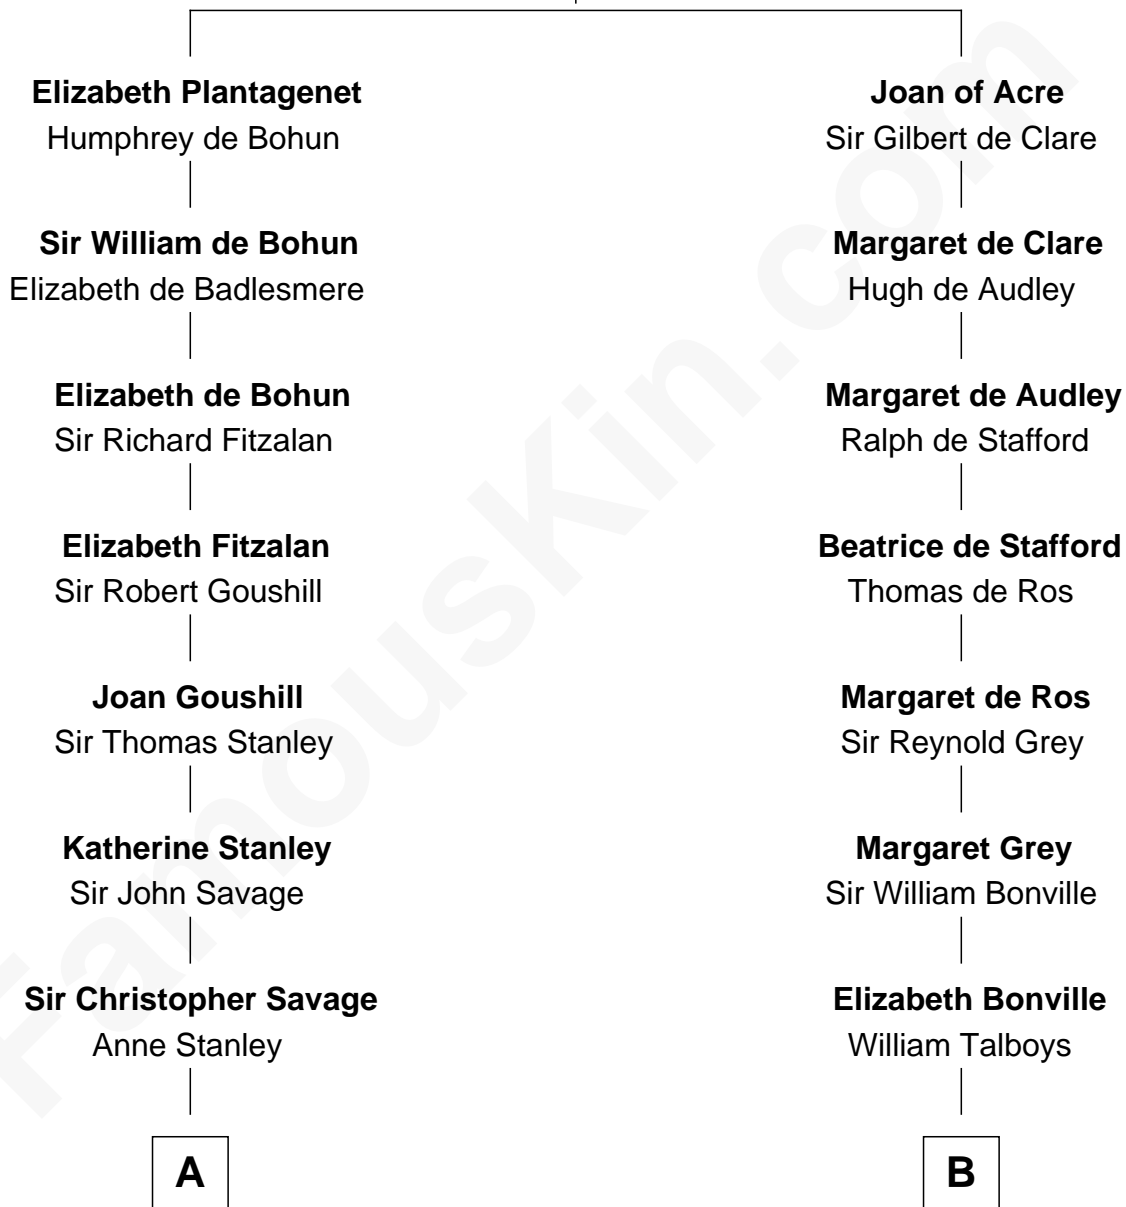 Elizabeth Plantagenet
Humphrey de Bohun
Joan of Acre
Sir Gilbert de Clare
Sir William de Bohun
Elizabeth de Badlesmere
Margaret de Clare
Hugh de Audley
Elizabeth de Bohun
Sir Richard Fitzalan
Margaret de Audley
Ralph de Stafford
Elizabeth Fitzalan
Sir Robert Goushill
Beatrice de Stafford
Thomas de Ros
Joan Goushill
Sir Thomas Stanley
Margaret de Ros
Sir Reynold Grey
Katherine Stanley
Sir John Savage
Margaret Grey
Sir William Bonville
Sir Christopher Savage
Anne Stanley
Elizabeth Bonville
William Talboys
A
B
FamousKin.com